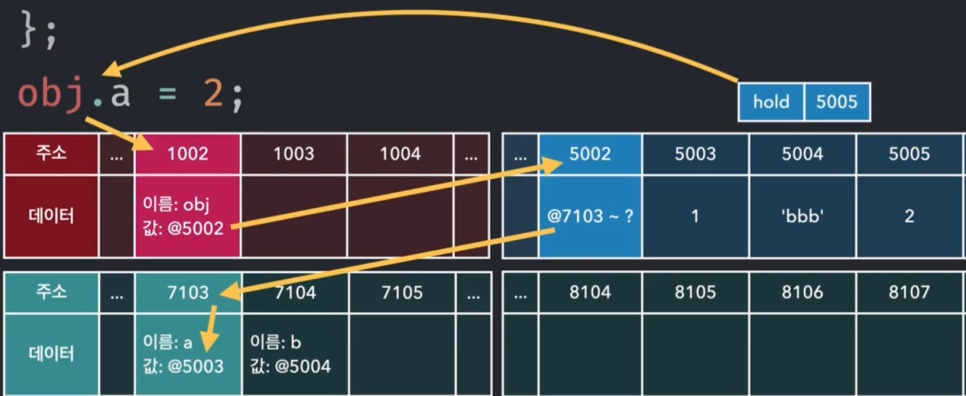 };
obj.a = 2;
hold 5005
주소 ... 1002 1003 1004 ... ... 5002 5003 5004 5005
데이터 이름: obj
값: @5002 @7103 ~ ? 1 'bbb' 2
주소 ... 7103 7104 7105 ... ... 8104 8105 8106 8107
데이터 이름: a 이름: b
값: @5003 값: @5004